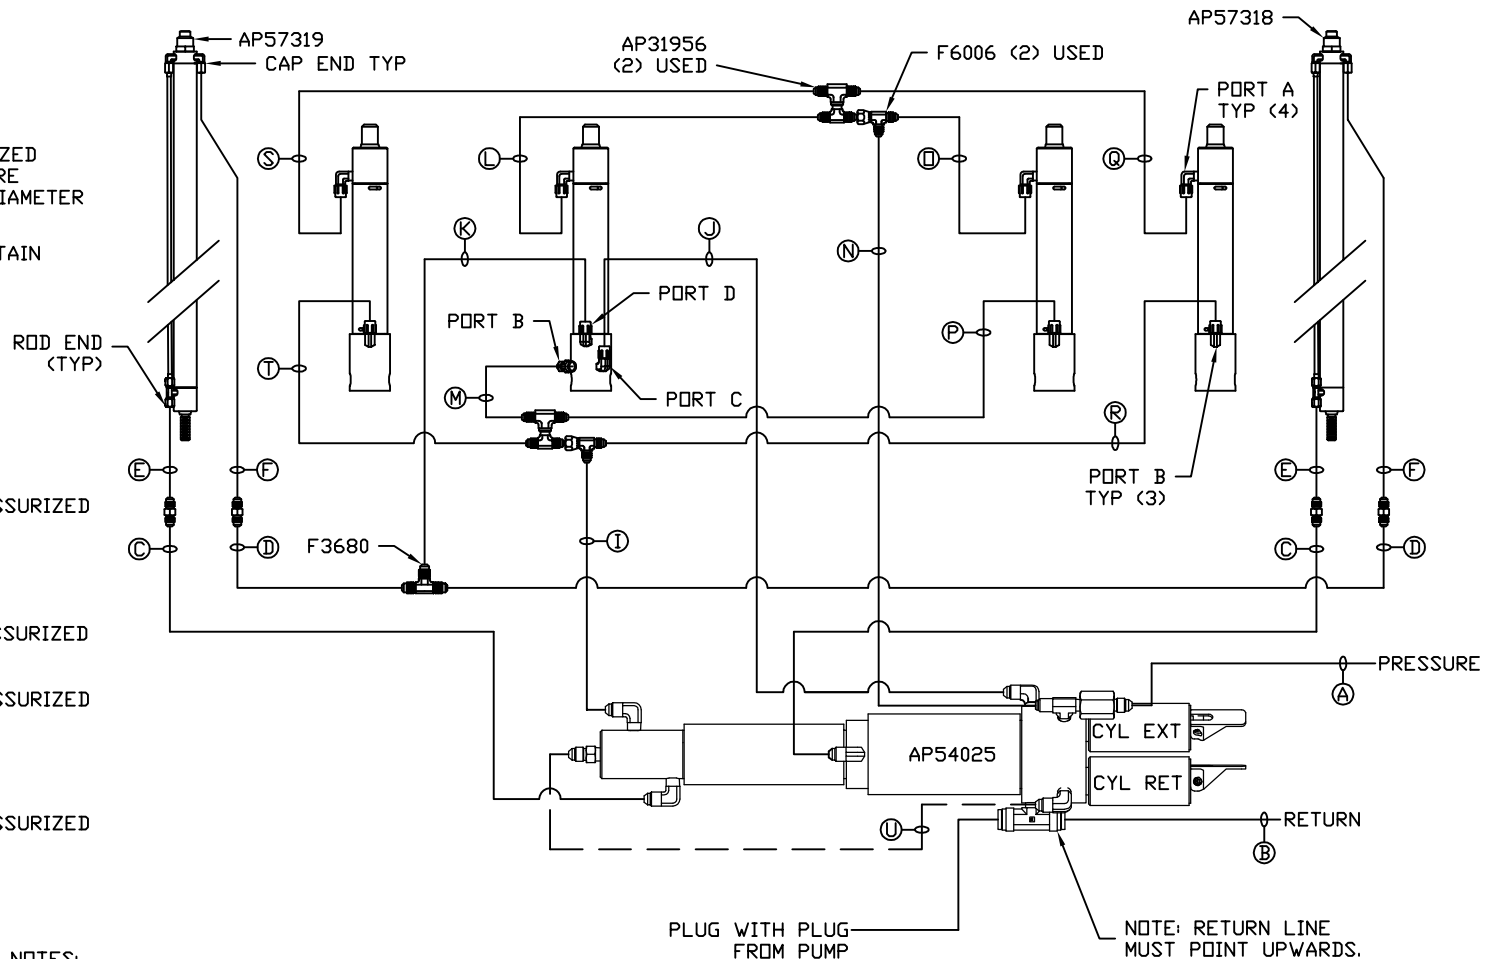 AP57319
CAP END TYP
AP31956
(2) USED
F6006 (2) USED
AP57318
PORT A
TYP (4)
ZED
RE
IAMETER
TAIN
S
L
O
Q
K
J
N
PORT D
PORT B
P
ROD END
(TYP)
T
M
PORT C
R
E
F
PORT B
TYP (3)
E
F
SSURIZED
C
D
F3680
I
C
D
SSURIZED
PRESSURE
A
SSURIZED
CYL EXT
AP54025
CYL RET
SSURIZED
U
RETURN
B
PLUG WITH PLUG
FROM PUMP
NOTE: RETURN LINE
MUST POINT UPWARDS.
NOTES: